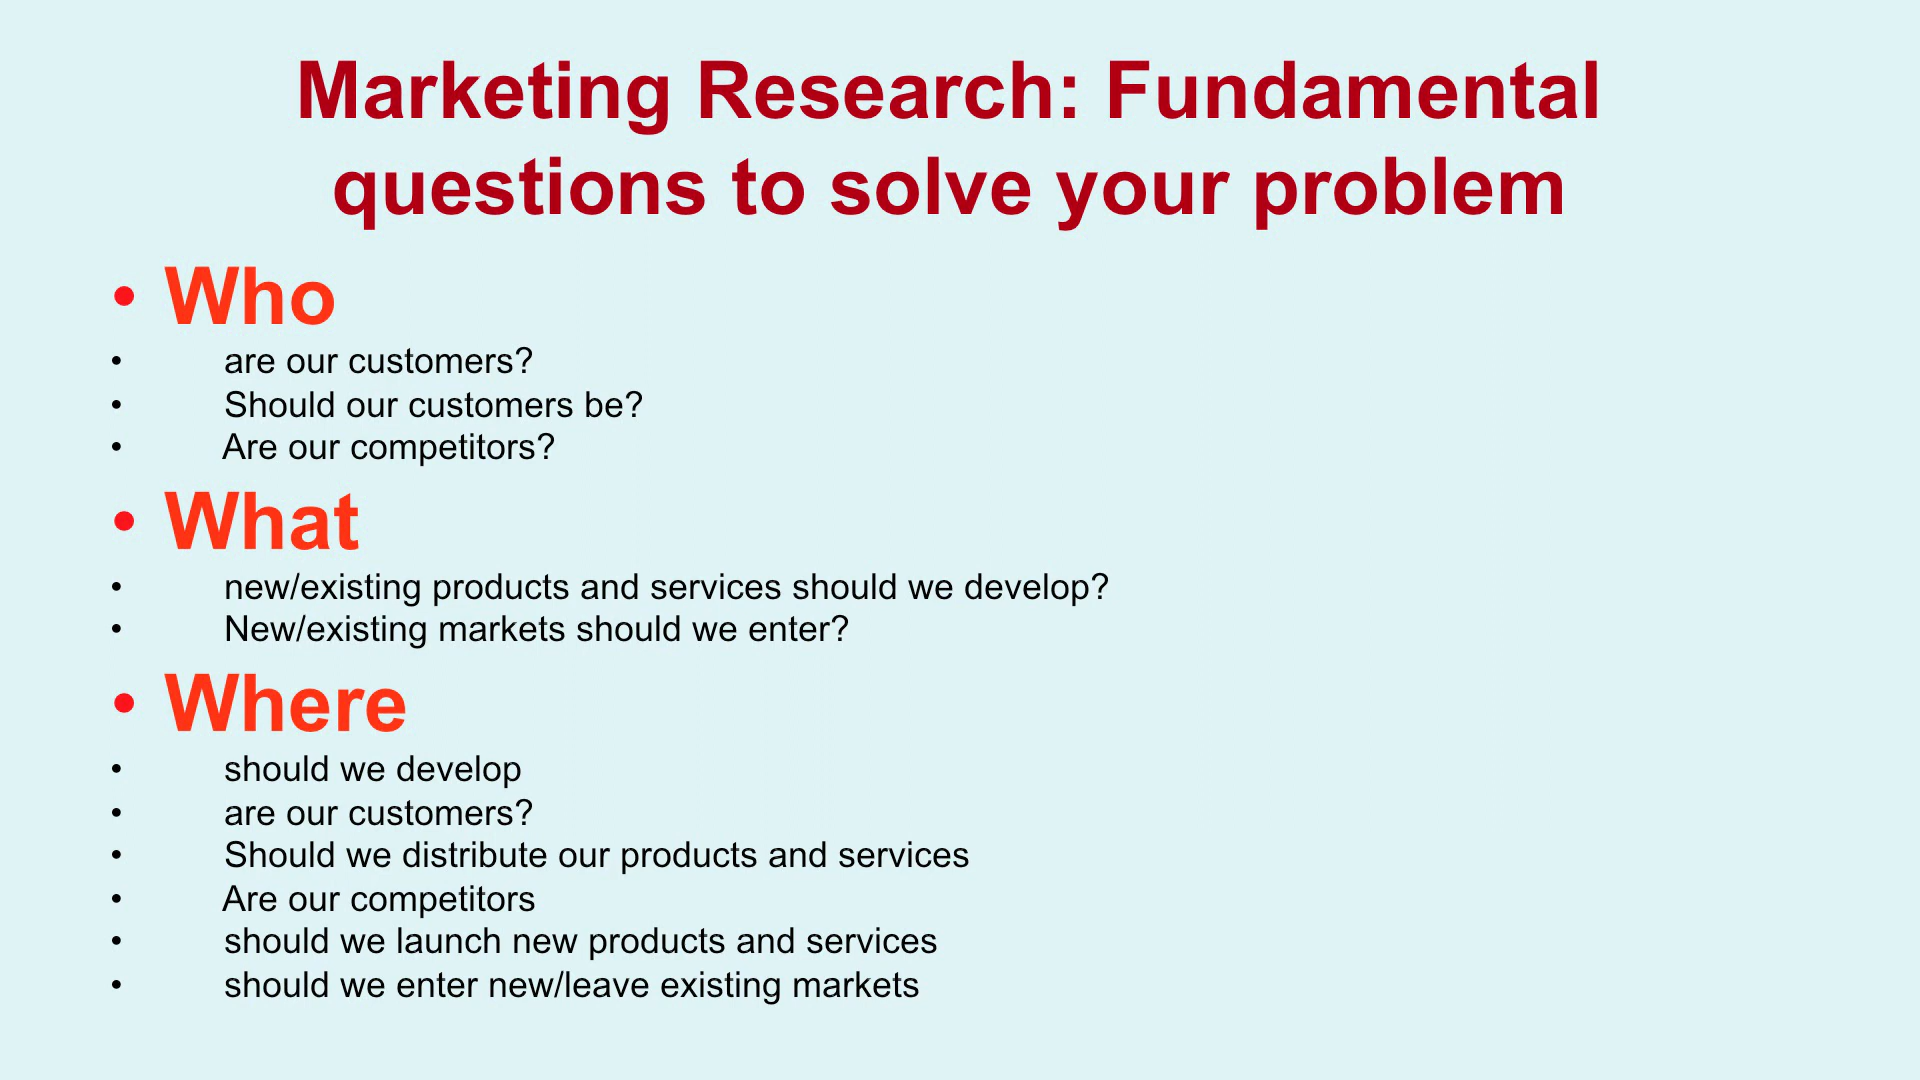 Marketing Research: Fundamental
questions to solve your problem
• Who
• are our customers?
• Should our customers be?
• Are our competitors?
• What
• new/existing products and services should we develop?
• New/existing markets should we enter?
• Where
• should we develop
• are our customers?
• Should we distribute our products and services
• Are our competitors
• should we launch new products and services
• should we enter new/leave existing markets